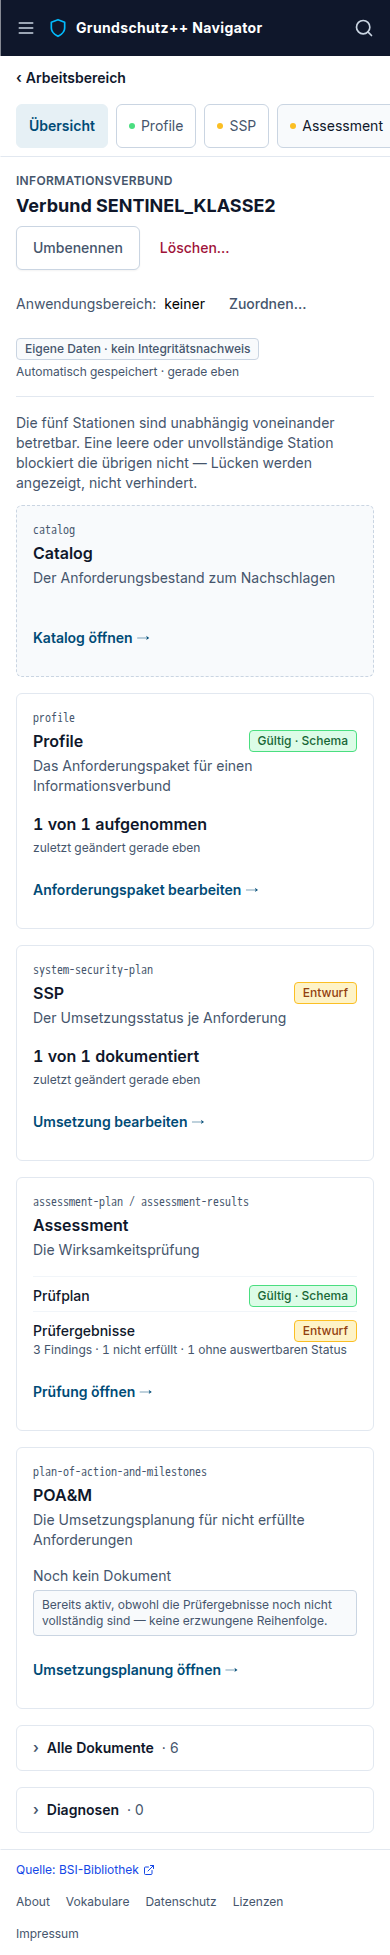 Grundschutz++ Navigator
‹ Arbeitsbereich
Übersicht
Profile
SSP
Assessment
INFORMATIONSVERBUND
Verbund SENTINEL_KLASSE2
Umbenennen
Löschen...
Anwendungsbereich: keiner Zuordnen...
Eigene Daten · kein Integritätsnachweis
Automatisch gespeichert · gerade eben
Die fünf Stationen sind unabhängig voneinander
betretbar. Eine leere oder unvollständige Station
blockiert die übrigen nicht — Lücken werden
angezeigt, nicht verhindert.
catalog
Catalog
Der Anforderungsbestand zum Nachschlagen
Katalog öffnen →
profile
Profile
Gültig · Schema
Das Anforderungspaket für einen
Informationsverbund
1 von 1 aufgenommen
zuletzt geändert gerade eben
Anforderungspaket bearbeiten →
system-security-plan
SSP
Entwurf
Der Umsetzungsstatus je Anforderung
1 von 1 dokumentiert
zuletzt geändert gerade eben
Umsetzung bearbeiten →
assessment-plan / assessment-results
Assessment
Die Wirksamkeitsprüfung
Prüfplan
Gültig · Schema
Prüfergebnisse
Entwurf
3 Findings · 1 nicht erfüllt · 1 ohne auswertbaren Status
Prüfung öffnen →
plan-of-action-and-milestones
POA&M
Die Umsetzungsplanung für nicht erfüllte
Anforderungen
Noch kein Dokument
Bereits aktiv, obwohl die Prüfergebnisse noch nicht
vollständig sind — keine erzwungene Reihenfolge.
Umsetzungsplanung öffnen →
› Alle Dokumente · 6
› Diagnosen · 0
Quelle: BSI-Bibliothek
About Vokabulare Datenschutz Lizenzen
Impressum